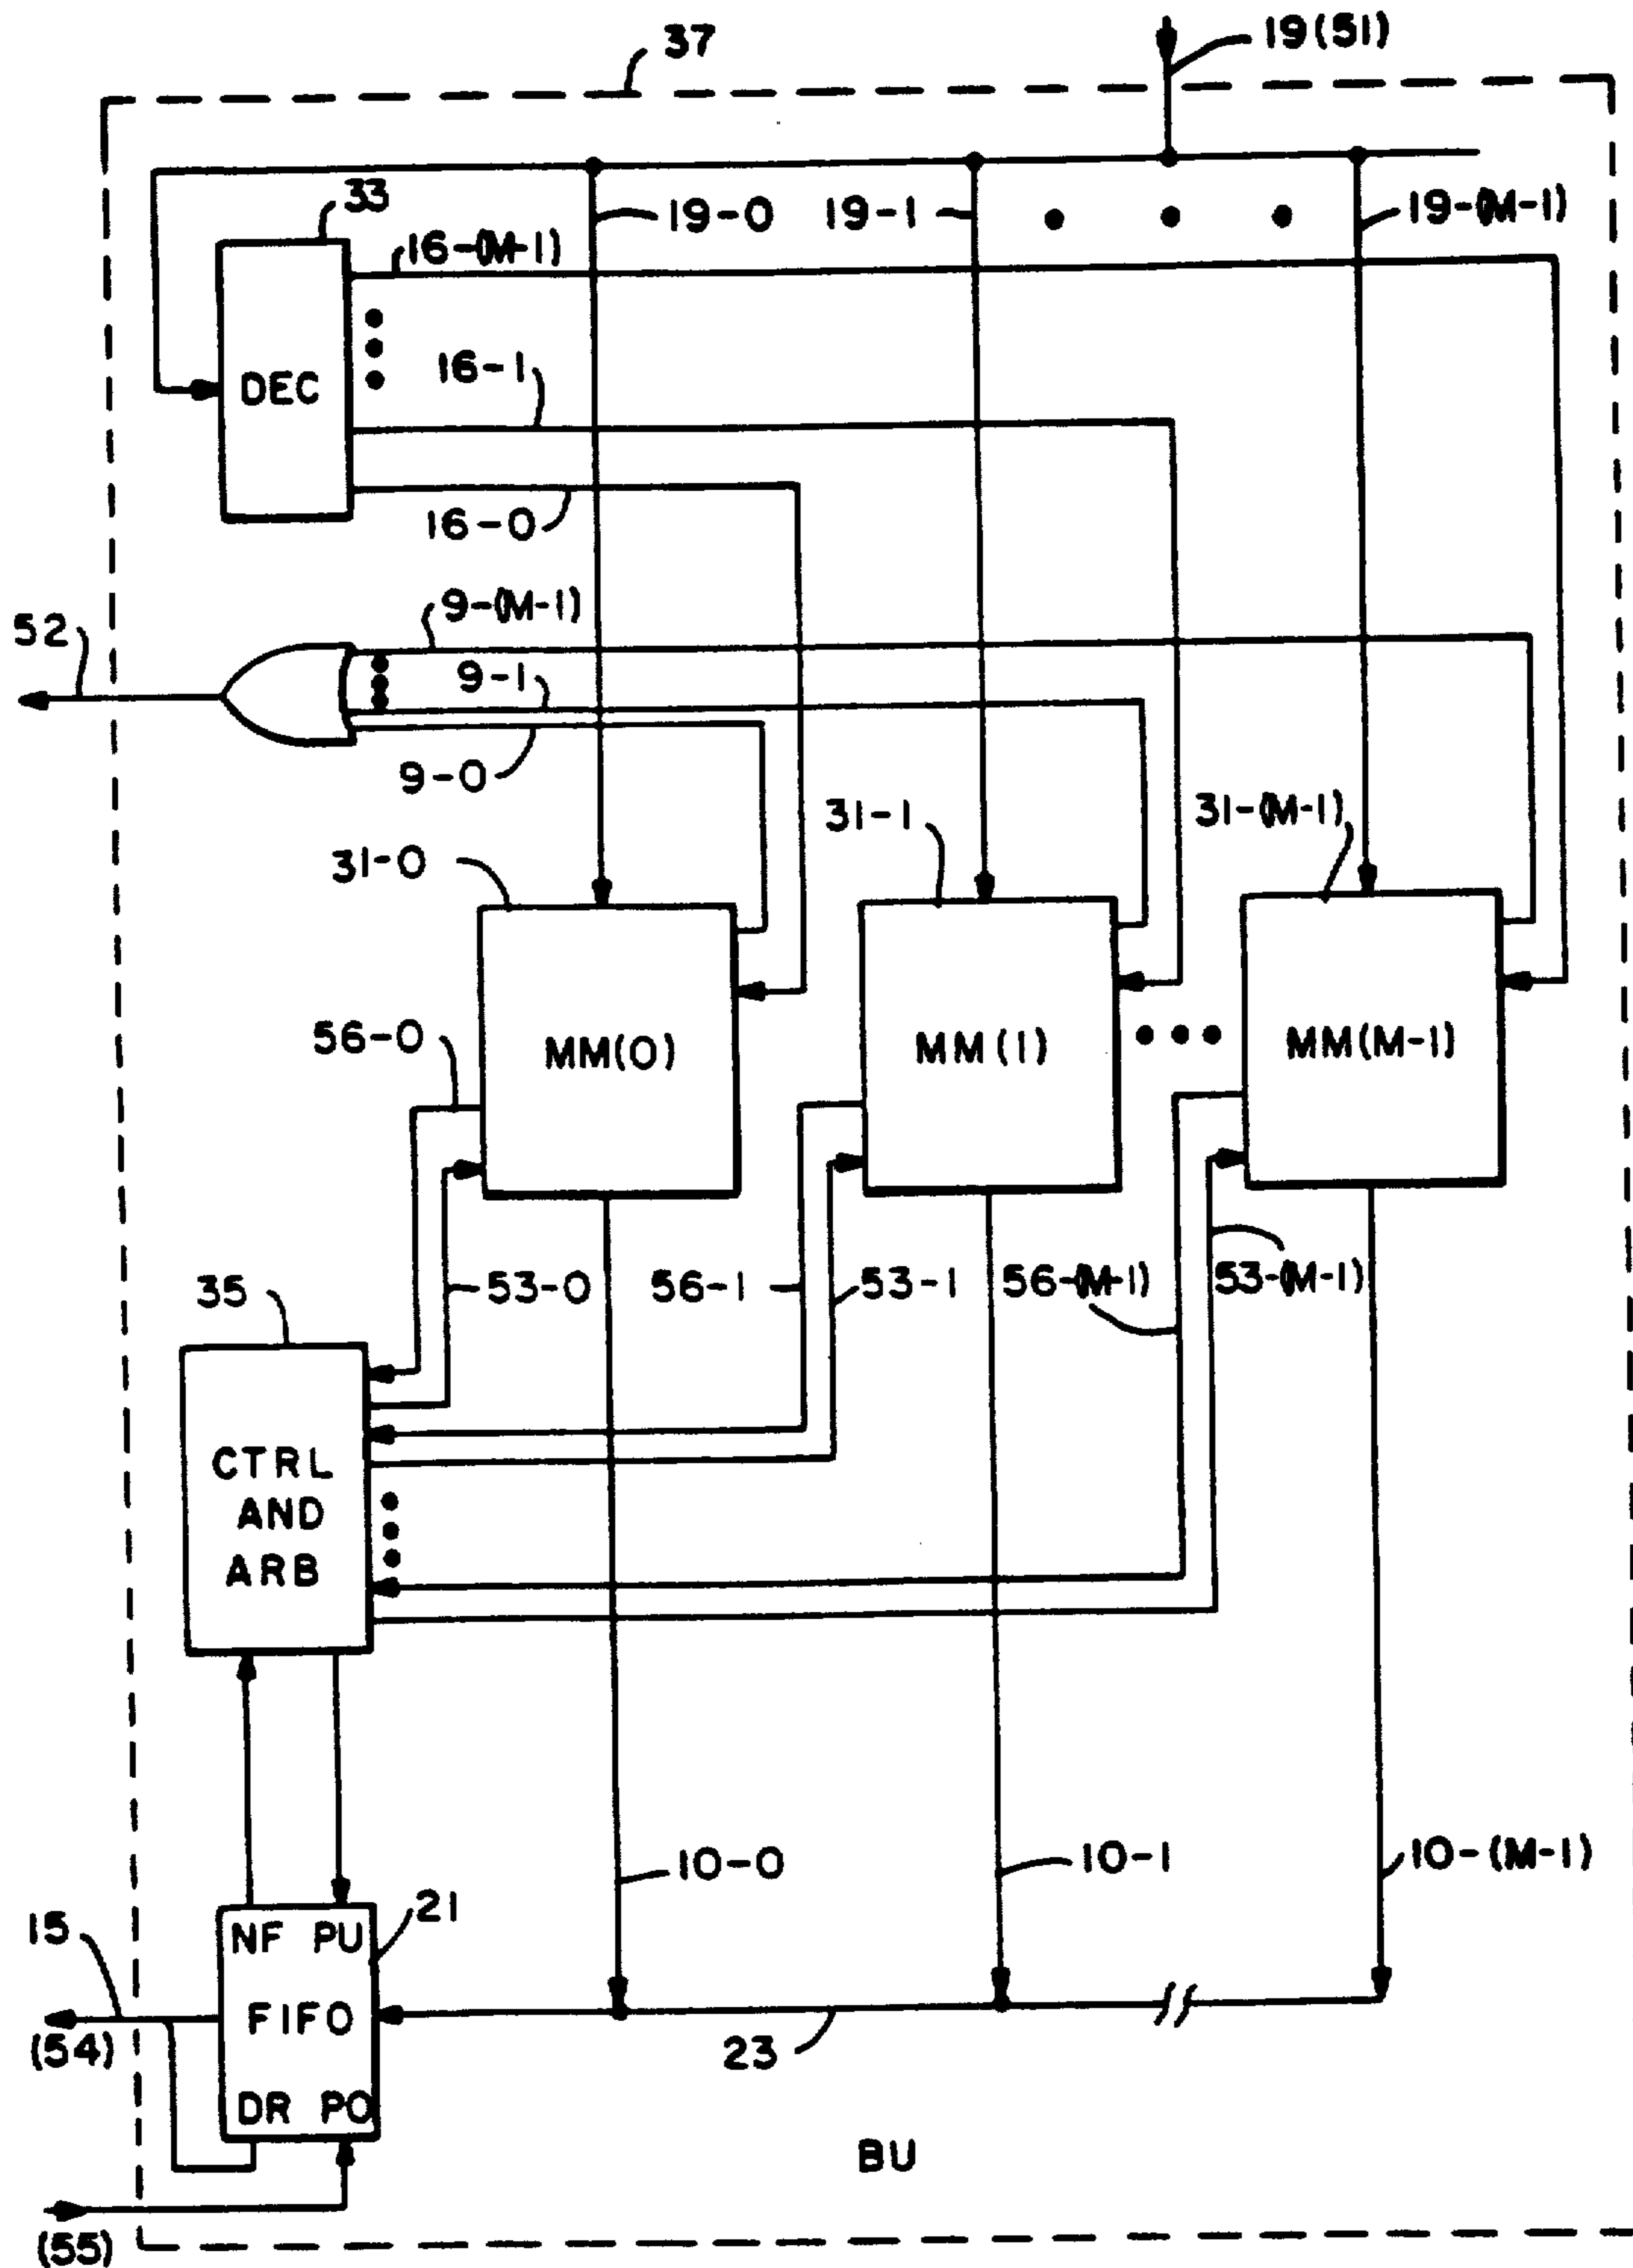 37
19(51)
33
19-0
19-1
19-(M-1)
16-(M-1)
DEC
16-1
16-0
9-(M-1)
52
9-1
9-0
31-1
31-(M-1)
31-0
56-0
MM(0)
MM(1)
MM(M-1)
35
53-0
56-1
53-1
56-(M-1)
53-(M-1)
CTRL
AND
ARB
10-0
10-1
10-(M-1)
21
15
NF PU
FIFO
(54)
23
DR PO
BU
(55)